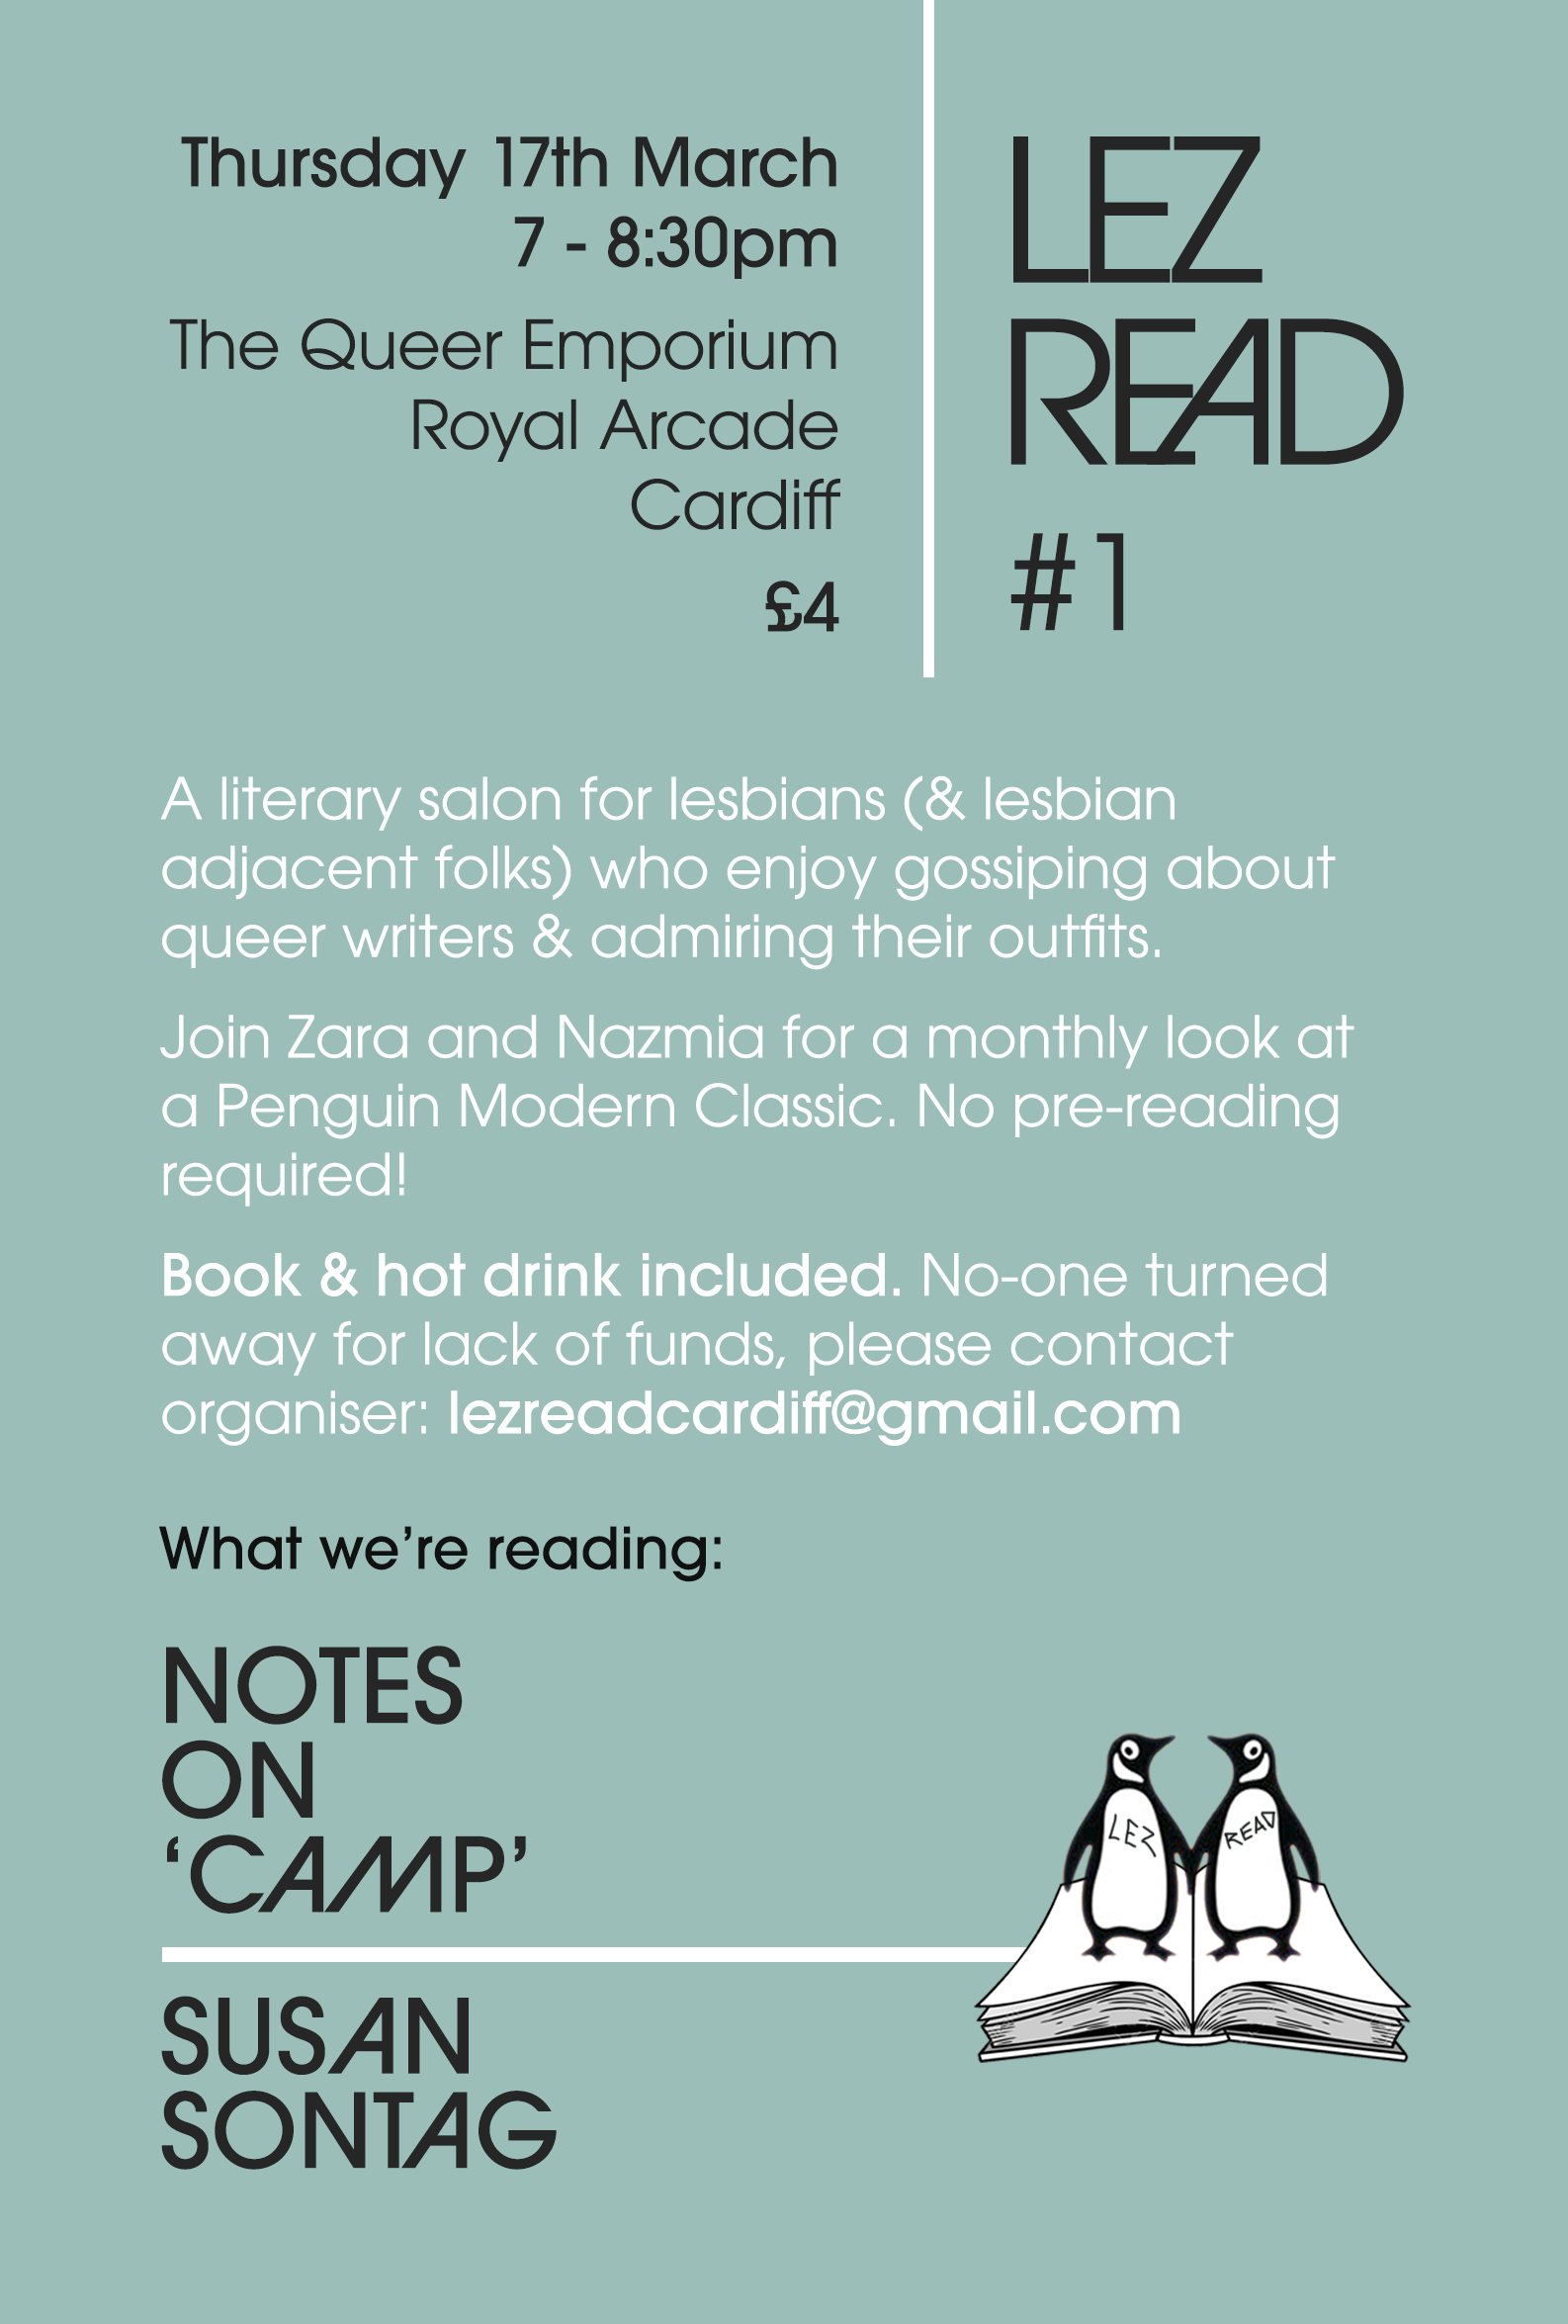 Thursday 17th March
7 - 8:30pm
The Queer Emporium
Royal Arcade
Cardiff
£4
LEZ
READ
#1
A literary salon for lesbians (& lesbian
adjacent folks) who enjoy gossiping about
queer writers & admiring their outfits.
Join Zara and Nazmia for a monthly look at
a Penguin Modern Classic. No pre-reading
required!
Book & hot drink included. No-one turned
away for lack of funds, please contact
organiser: lezreadcardiff@gmail.com
What we’re reading:
NOTES
ON
‘CAMP’
SUSAN
SONTAG
LEZ
READ